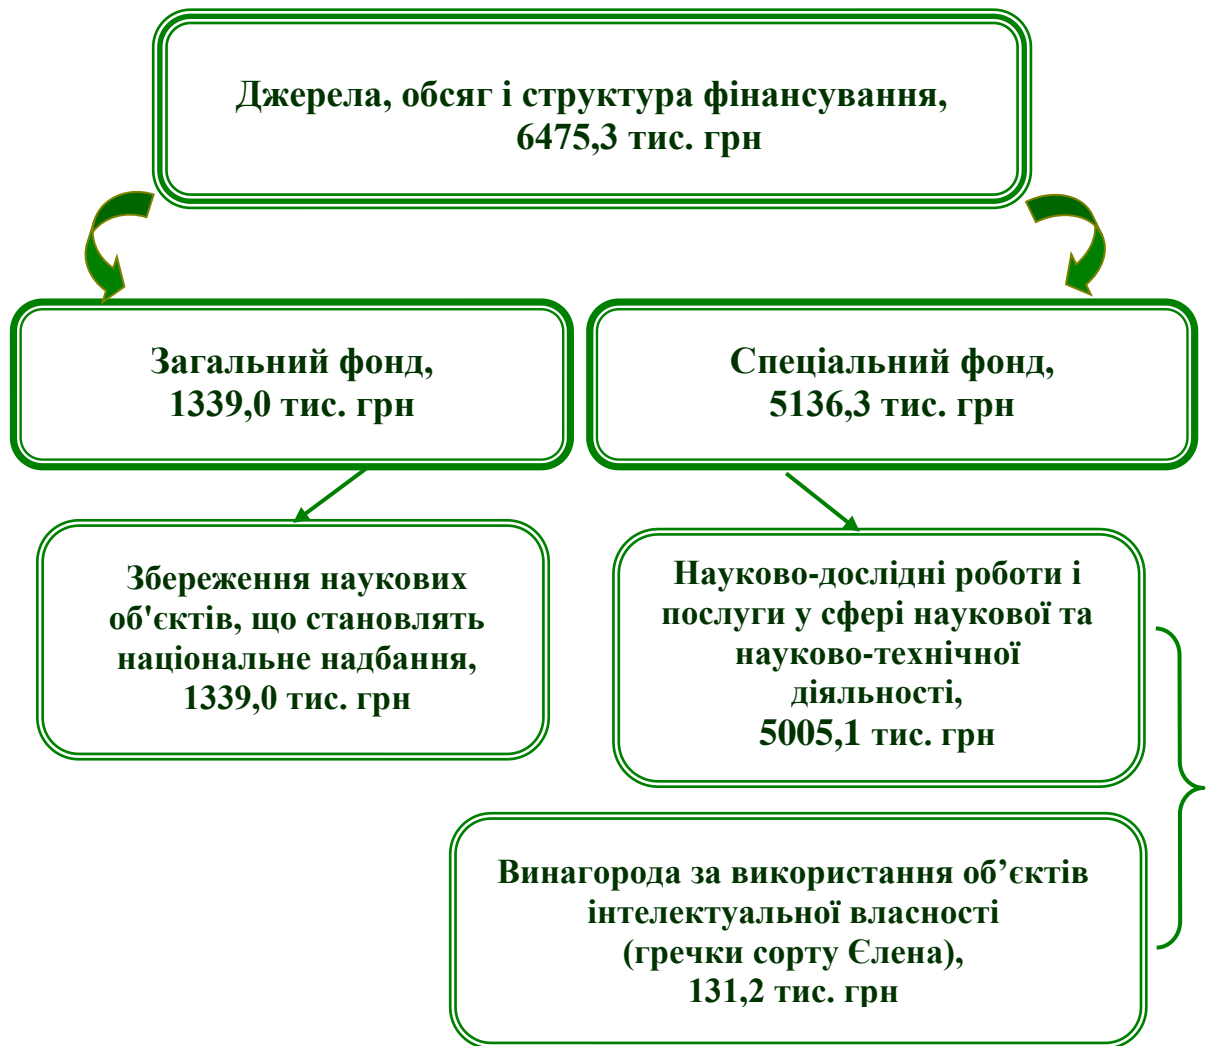 Джерела, обсяг і структура фінансування,
6475,3 тис. грн
Загальний фонд,
1339,0 тис. грн
Спеціальний фонд,
5136,3 тис. грн
Збереження наукових
об'єктів, що становлять
національне надбання,
1339,0 тис. грн
Науково-дослідні роботи і
послуги у сфері наукової та
науково-технічної
діяльності,
5005,1 тис. грн
Винагорода за використання об’єктів
інтелектуальної власності
(гречки сорту Єлена),
131,2 тис. грн